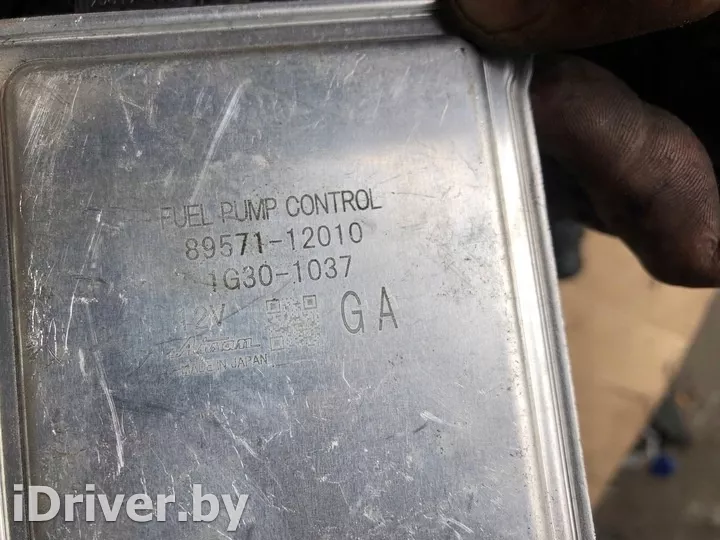 FUEL PUMP CONTROL
89571-12010
1G30-1037
12V GA
MADE IN JAPAN
iDriver.by